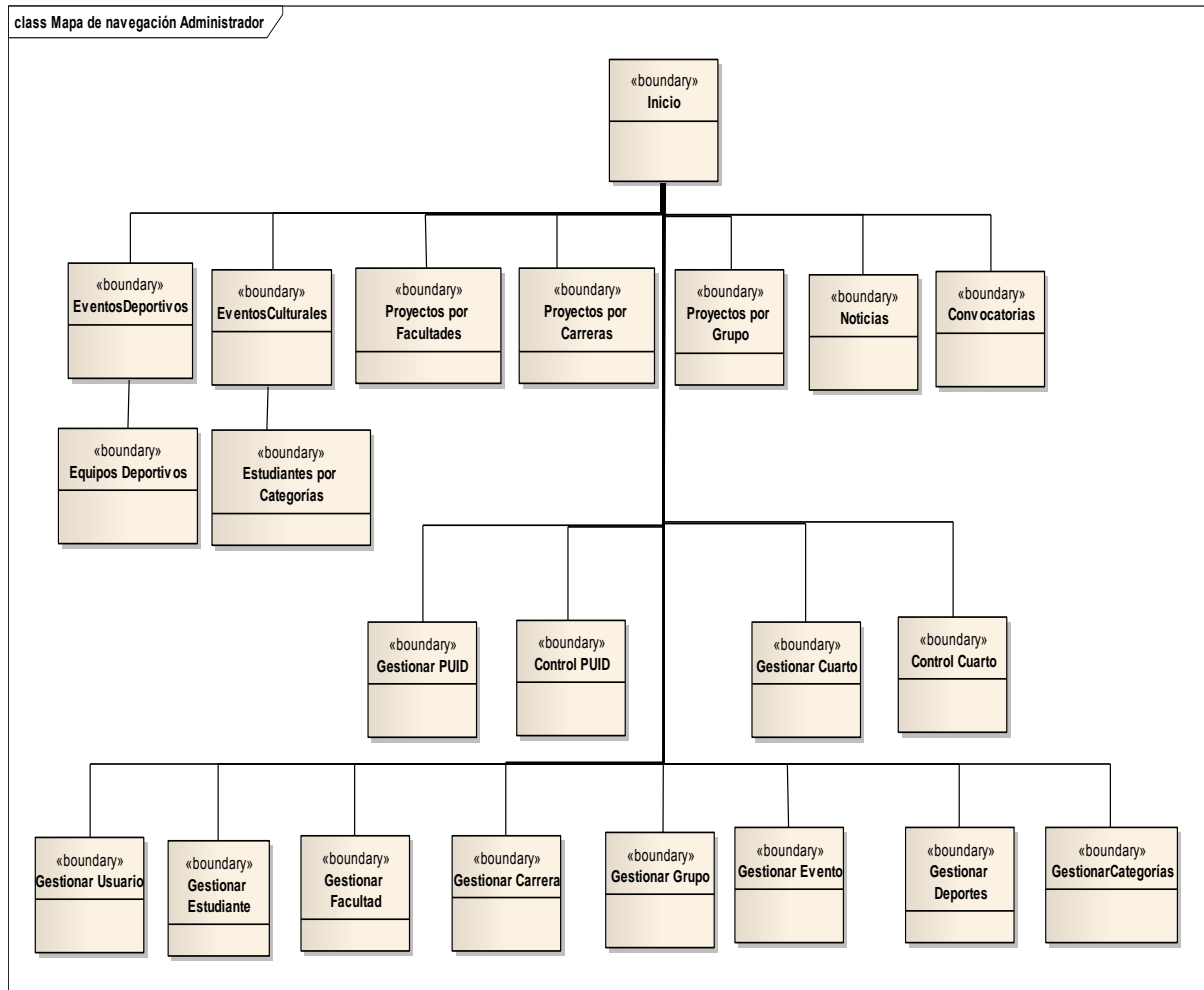 class Mapa de navegación Administrador
«boundary»
Inicio
«boundary»
EventosDeportivos
«boundary»
EventosCulturales
«boundary»
Proyectos por
Facultades
«boundary»
Proyectos por
Carreras
«boundary»
Proyectos por
Grupo
«boundary»
Noticias
«boundary»
Convocatorias
«boundary»
Equipos Deportivos
«boundary»
Estudiantes por
Categorías
«boundary»
Gestionar PUID
«boundary»
Control PUID
«boundary»
Gestionar Cuarto
«boundary»
Control Cuarto
«boundary»
Gestionar Usuario
«boundary»
Gestionar
Estudiante
«boundary»
Gestionar
Facultad
«boundary»
Gestionar Carrera
«boundary»
Gestionar Grupo
«boundary»
Gestionar Evento
«boundary»
Gestionar
Deportes
«boundary»
GestionarCategorías